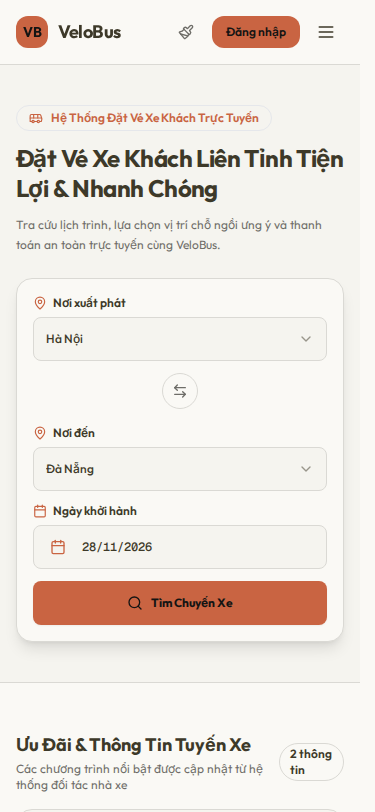 VB VeloBus Đăng nhập
Hệ Thống Đặt Vé Xe Khách Trực Tuyến
Đặt Vé Xe Khách Liên Tỉnh Tiện
Lợi & Nhanh Chóng
Tra cứu lịch trình, lựa chọn vị trí chỗ ngồi ưng ý và thanh
toán an toàn trực tuyến cùng VeloBus.
Nơi xuất phát
Hà Nội
Nơi đến
Đà Nẵng
Ngày khởi hành
28/11/2026
Tìm Chuyến Xe
Ưu Đãi & Thông Tin Tuyến Xe
2 thông
tin
Các chương trình nổi bật được cập nhật từ hệ
thống đối tác nhà xe